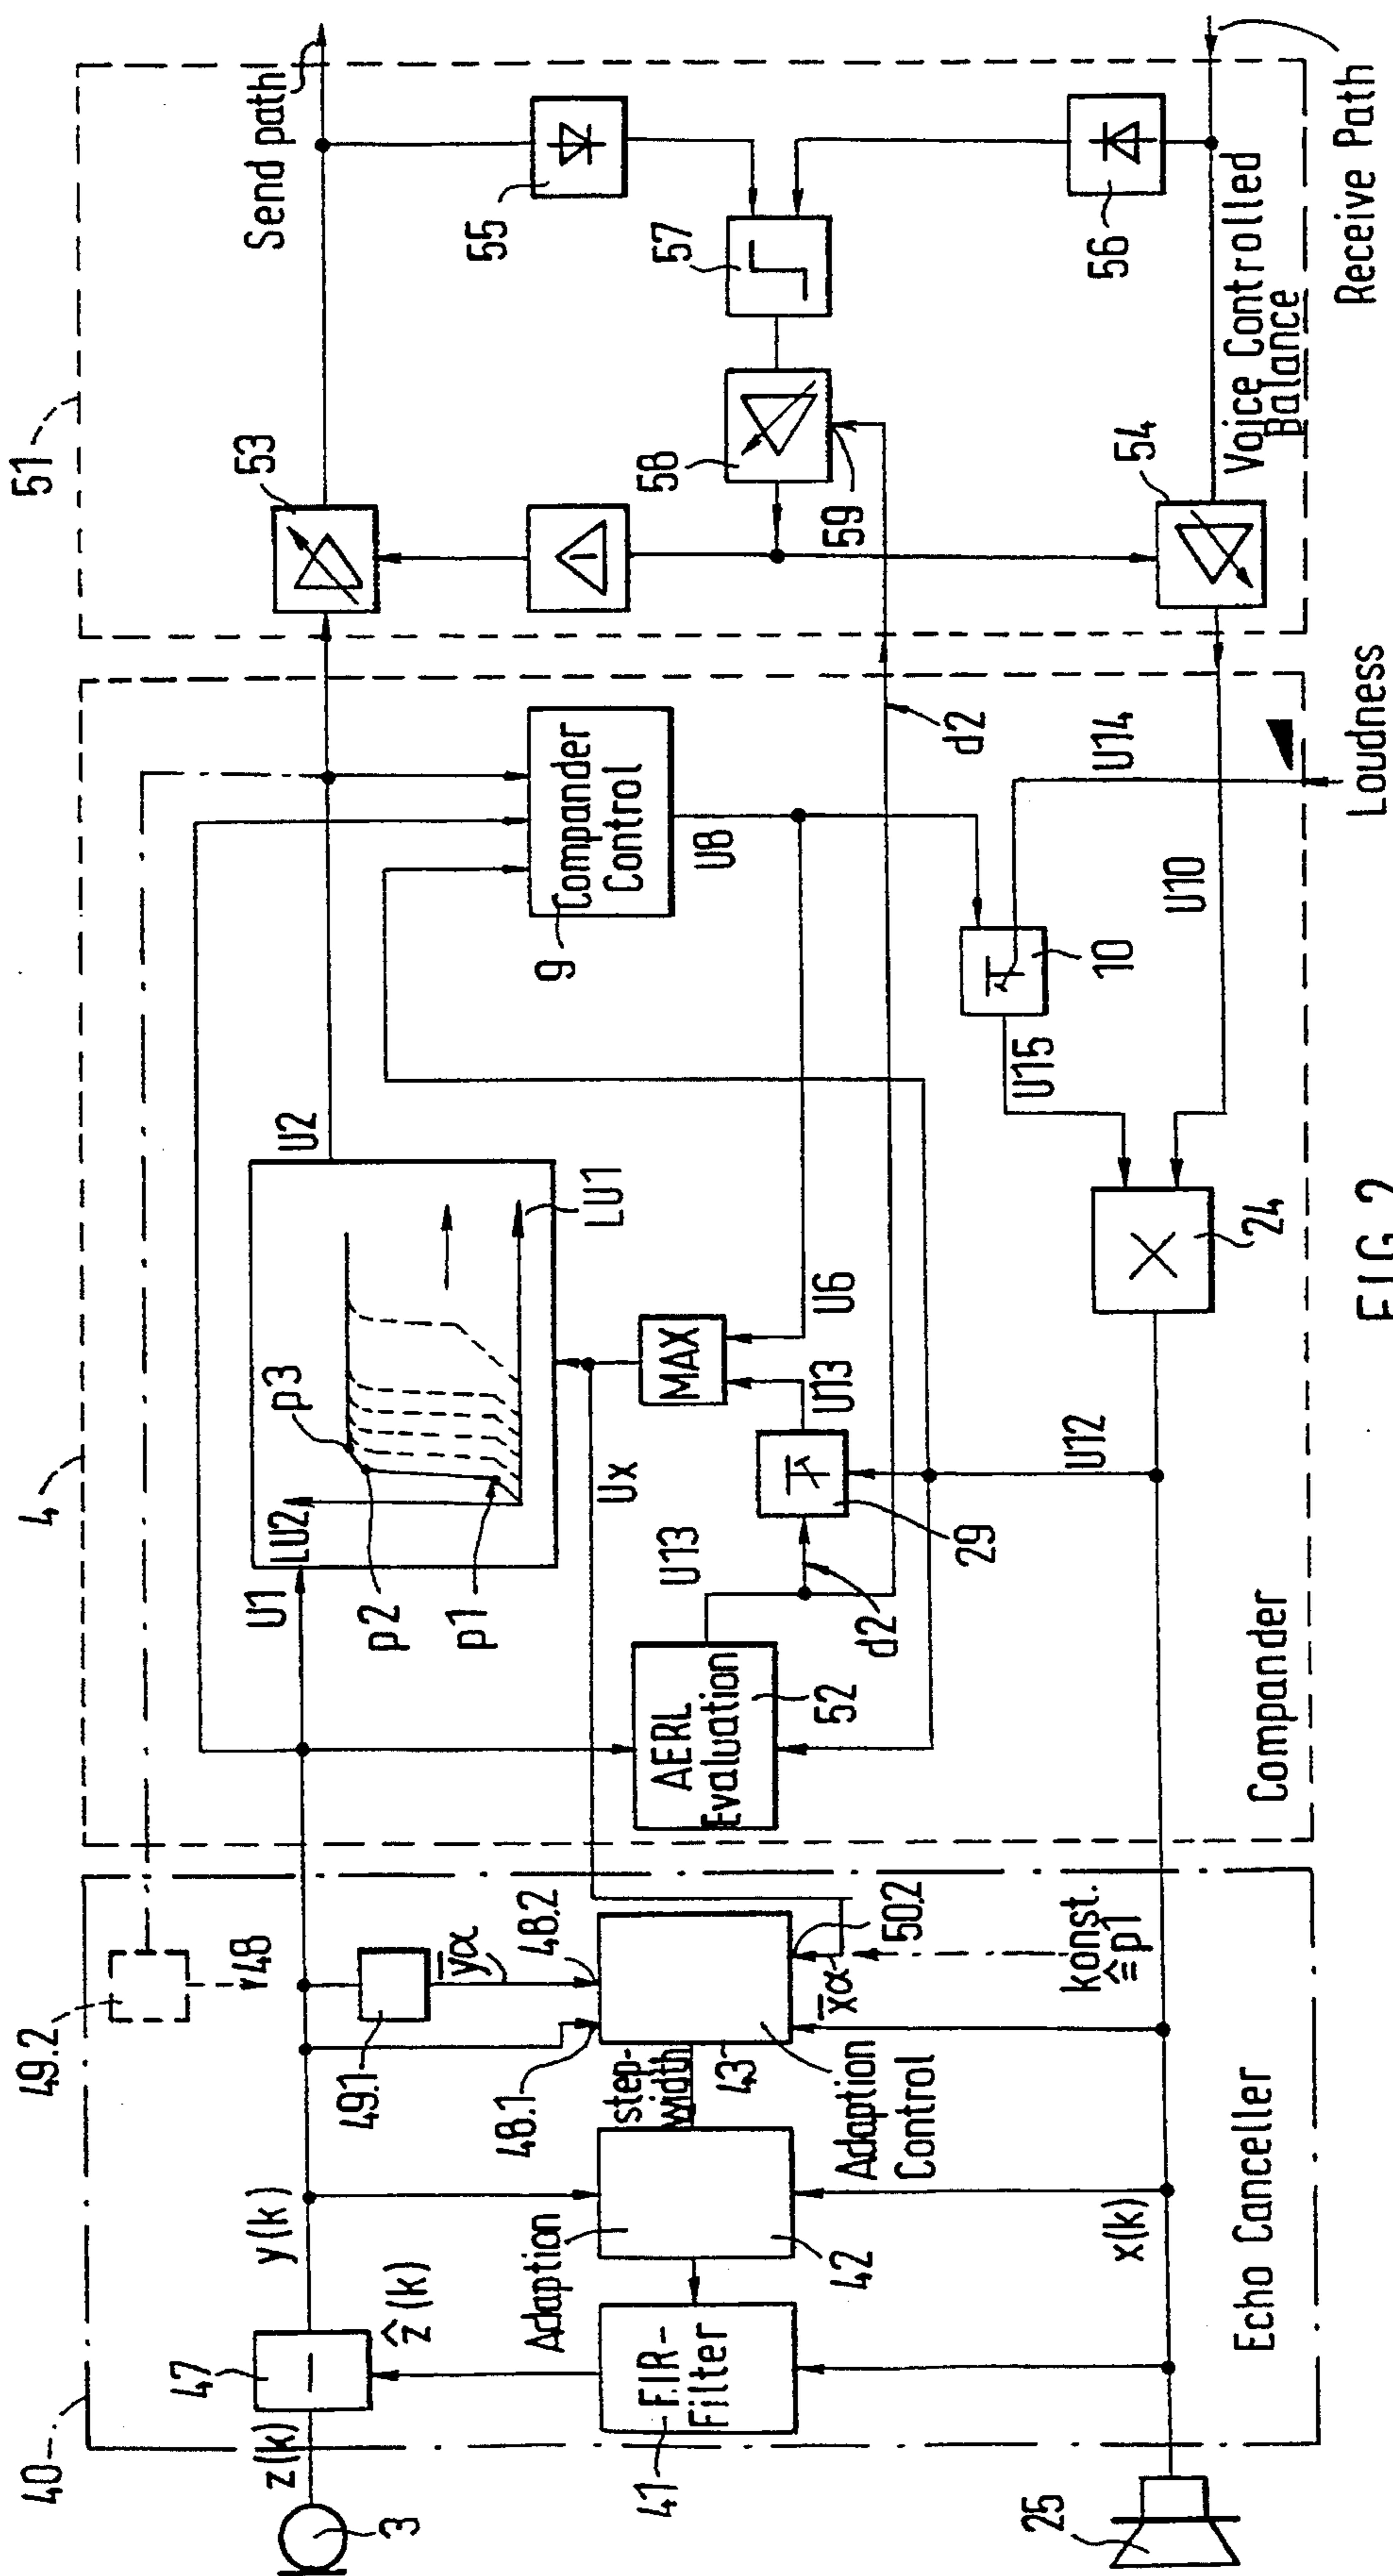 40
z(k)
3
47
ẑ(k)
y(k)
Adaption
FIR-
Filter
41
42
step-
width
43
Adaption
Control
48.1
48.2
49.1
49.2
48
y̅α
x̅α
50.2
konst.
≙p1
x(k)
25
Echo Canceller
4
U1
LU2
p1
p2
p3
LU1
U2
Ux
AERL
Evaluation
52
U13
d2
29
U13
MAX
U6
U12
24
U15
10
U8
9
Compander
Control
d2
U14
U10
Loudness
Compander
51
53
Send path
55
57
58
59
56
54
Voice Controlled
Balance
Receive Path
FIG. 2